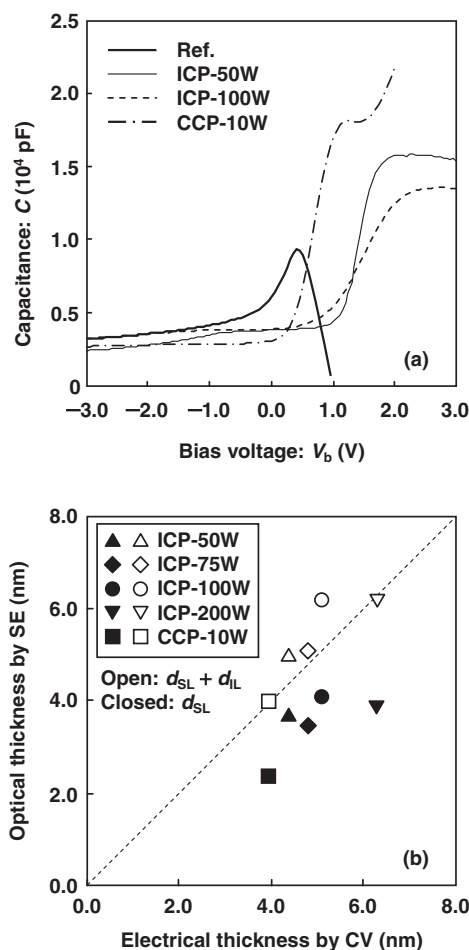 2.5
2.0
1.5
1.0
0.5
0
Capacitance: C (10⁴ pF)
Ref.
ICP-50W
ICP-100W
CCP-10W
(a)
–3.0 –2.0 –1.0 0.0 1.0 2.0 3.0
Bias voltage: V_b (V)
8.0
6.0
4.0
2.0
0.0
Optical thickness by SE (nm)
ICP-50W
ICP-75W
ICP-100W
ICP-200W
CCP-10W
Open: d_SL + d_IL
Closed: d_SL
(b)
0.0 2.0 4.0 6.0 8.0
Electrical thickness by CV (nm)